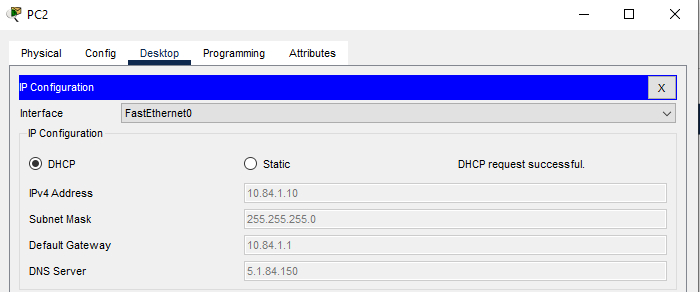 PC2
Physical Config Desktop Programming Attributes
IP Configuration X
Interface FastEthernet0
IP Configuration
DHCP Static DHCP request successful.
IPv4 Address 10.84.1.10
Subnet Mask 255.255.255.0
Default Gateway 10.84.1.1
DNS Server 5.1.84.150